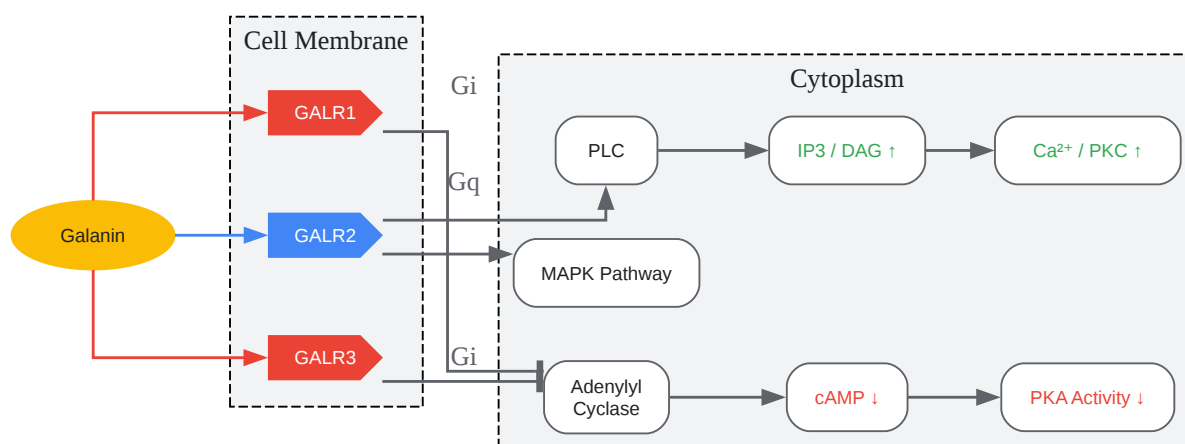 Cell Membrane
Cytoplasm
Gi
GALR1
PLC
IP3 / DAG ↑
Ca²⁺ / PKC ↑
Gq
Galanin
GALR2
MAPK Pathway
GALR3
Gi
Adenylyl
Cyclase
cAMP ↓
PKA Activity ↓